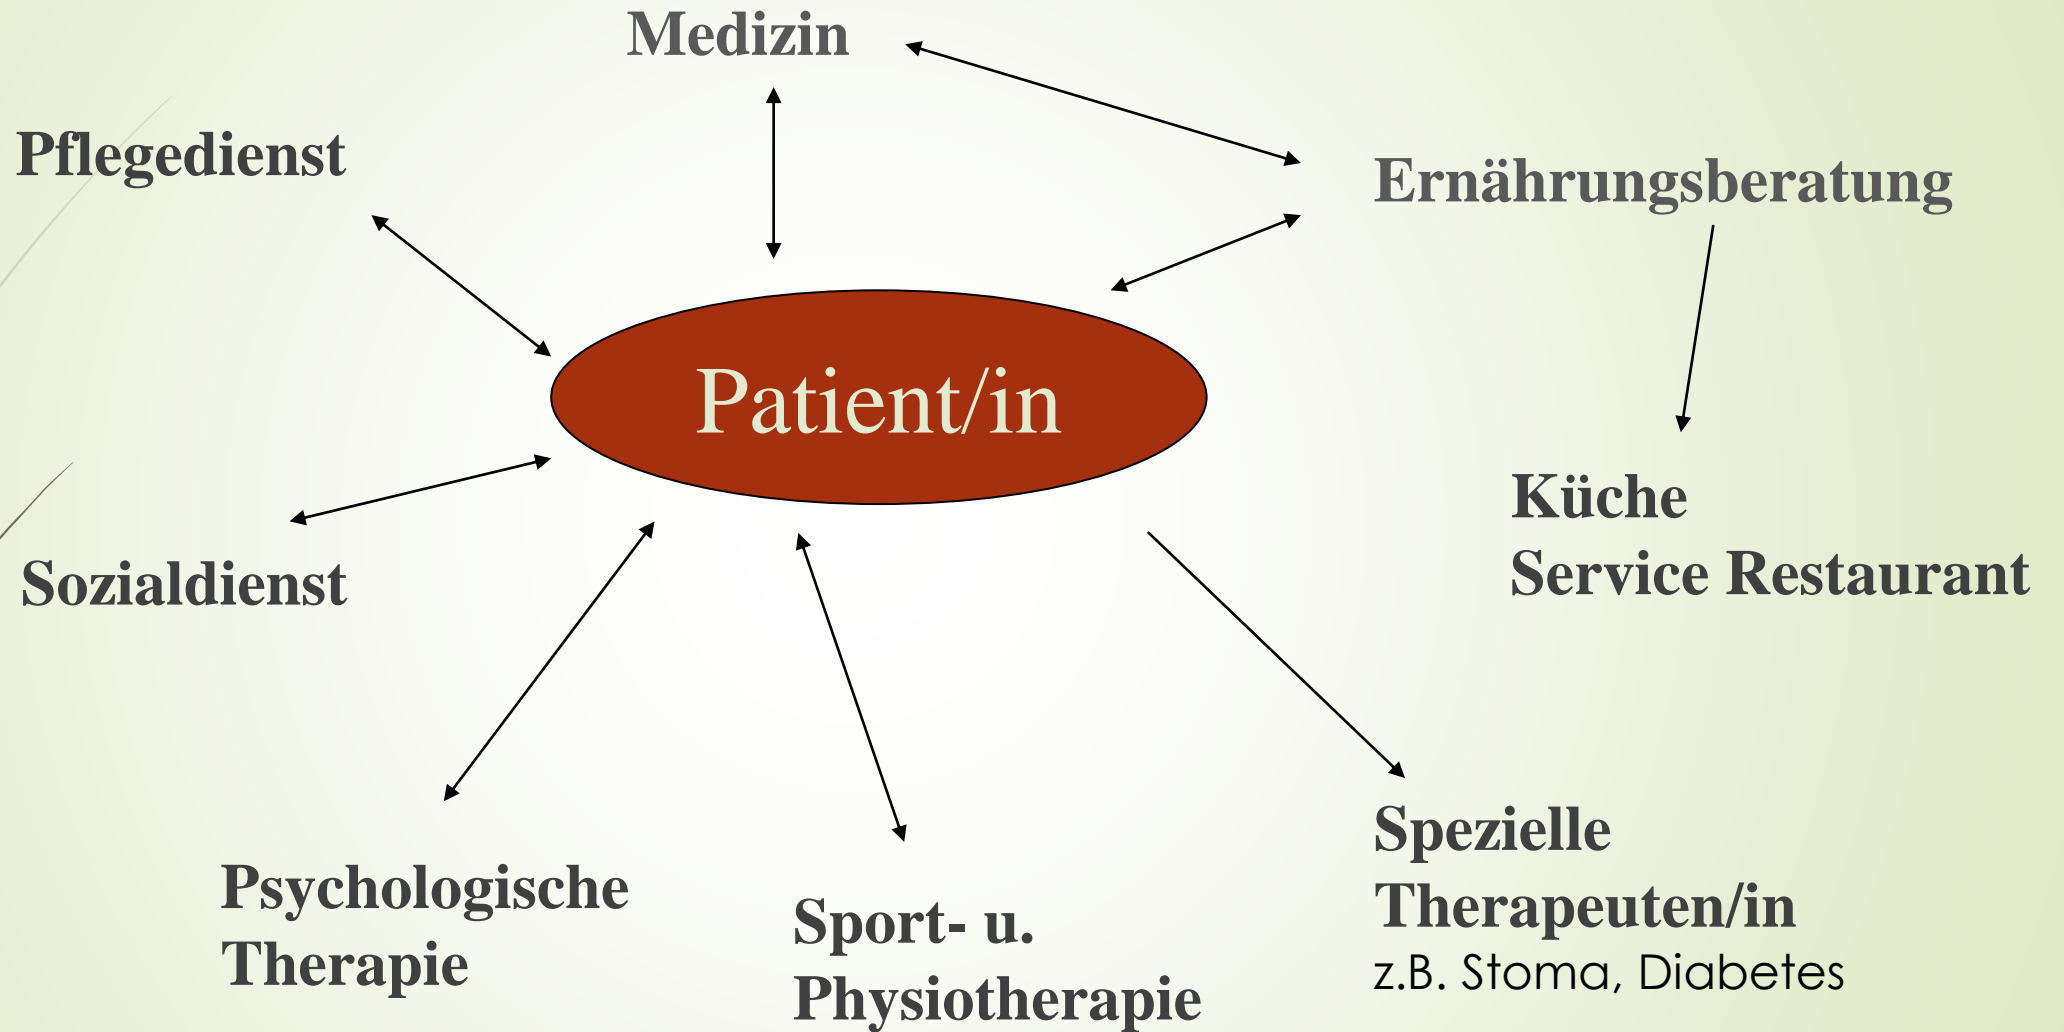 Medizin
Pflegedienst
Ernährungsberatung
Patient/in
Küche
Service Restaurant
Sozialdienst
Psychologische
Therapie
Sport- u.
Physiotherapie
Spezielle
Therapeuten/in
z.B. Stoma, Diabetes